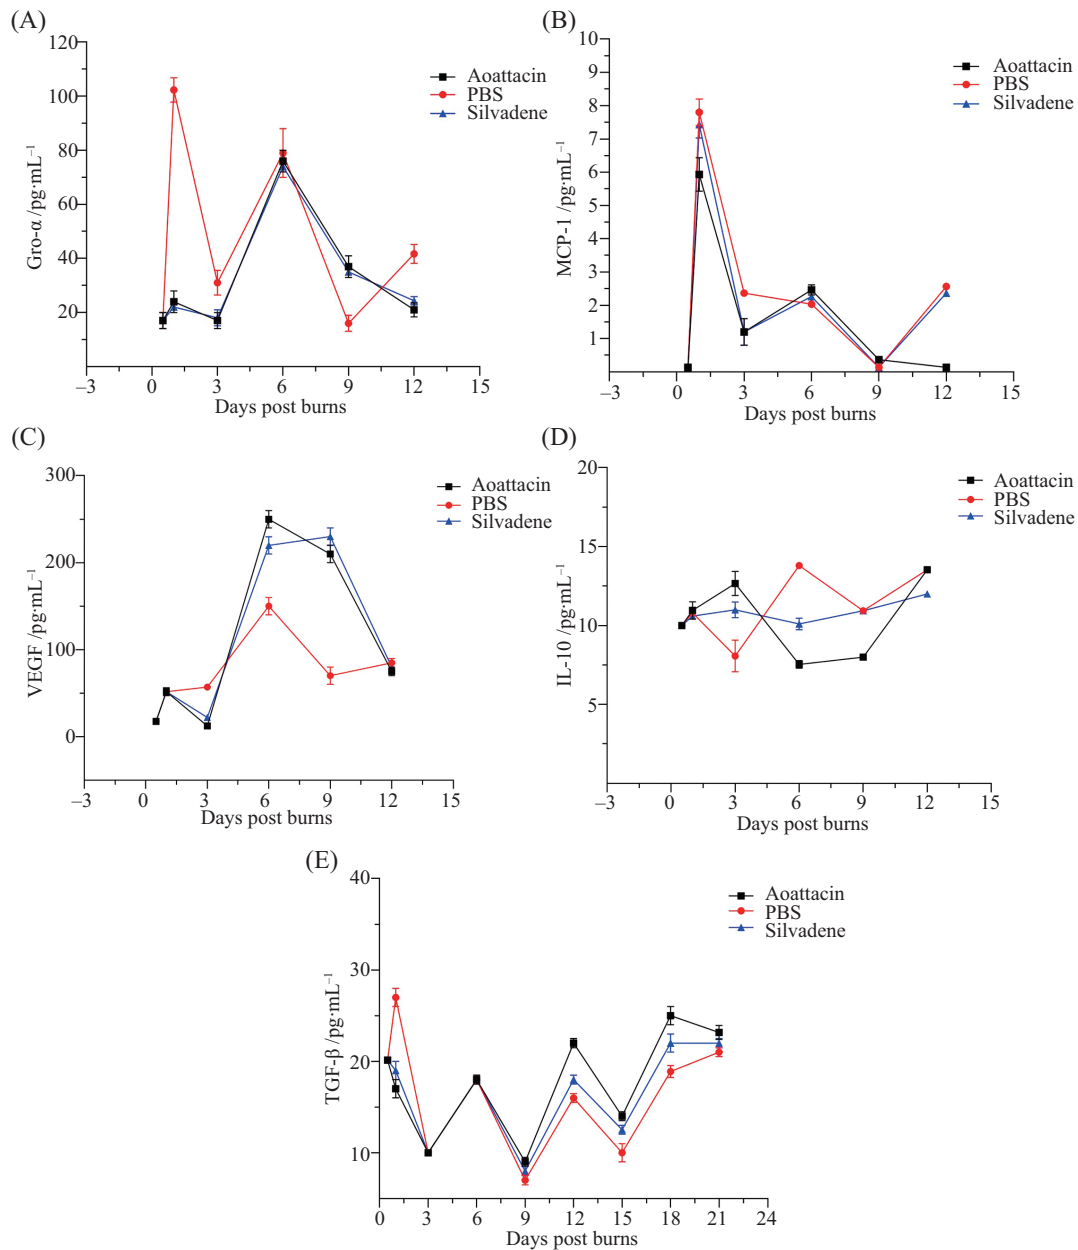 (A)
120
100
80
60
40
20
Gro-α /pg·mL⁻¹
Aoattacin
PBS
Silvadene
−3
0
3
6
9
12
15
Days post burns
(B)
10
9
8
7
6
5
4
3
2
1
MCP-1 /pg·mL⁻¹
Aoattacin
PBS
Silvadene
−3
0
3
6
9
12
15
Days post burns
(C)
300
200
100
0
VEGF /pg·mL⁻¹
Aoattacin
PBS
Silvadene
−3
0
3
6
9
12
15
Days post burns
(D)
20
15
10
5
IL-10 /pg·mL⁻¹
Aoattacin
PBS
Silvadene
−3
0
3
6
9
12
15
Days post burns
(E)
40
30
20
10
TGF-β /pg·mL⁻¹
Aoattacin
PBS
Silvadene
0
3
6
9
12
15
18
21
24
Days post burns